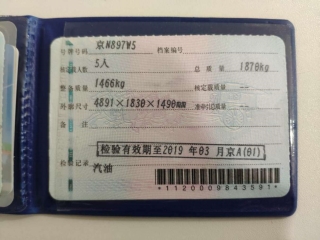 号牌号码 京N897W5 档案编号
核定载人数 5人 总质量 1870kg
整备质量 1466kg 核定载质量 --
外廓尺寸 4891×1830×1490mm 准牵引总质量 --
备注
检验有效期至2019年03月京A(01)
检验记录 汽油
*1120009843591*